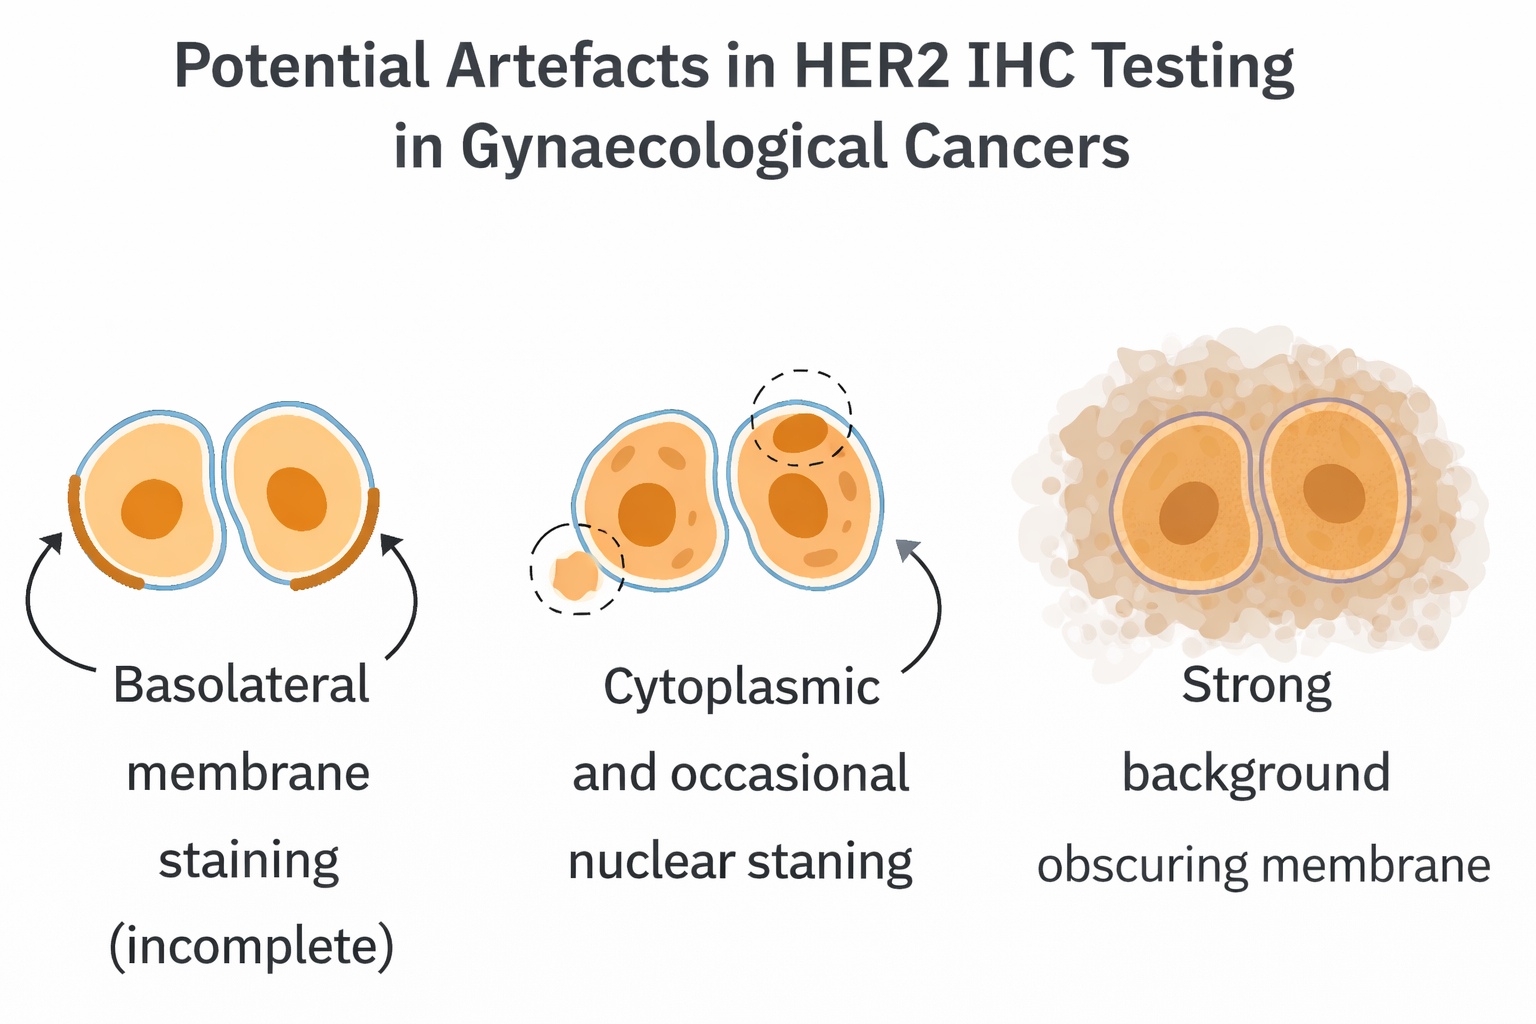 Potential Artefacts in HER2 IHC Testing
in Gynaecological Cancers
Basolateral
membrane
staining
(incomplete)
Cytoplasmic
and occasional
nuclear staning
Strong
background
obscuring membrane